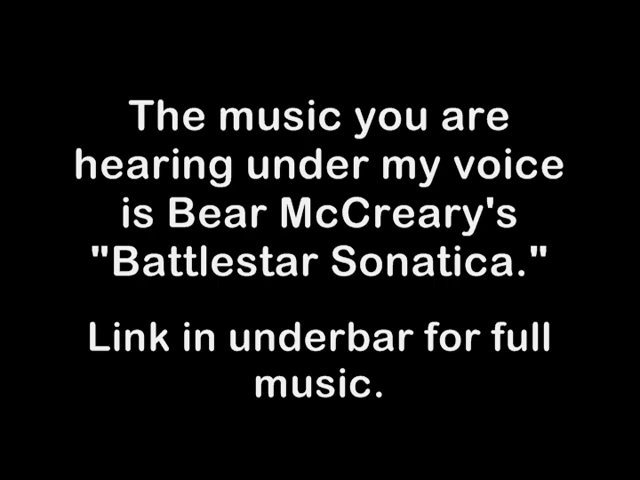 The music you are
hearing under my voice
is Bear McCreary's
"Battlestar Sonatica."
Link in underbar for full
music.